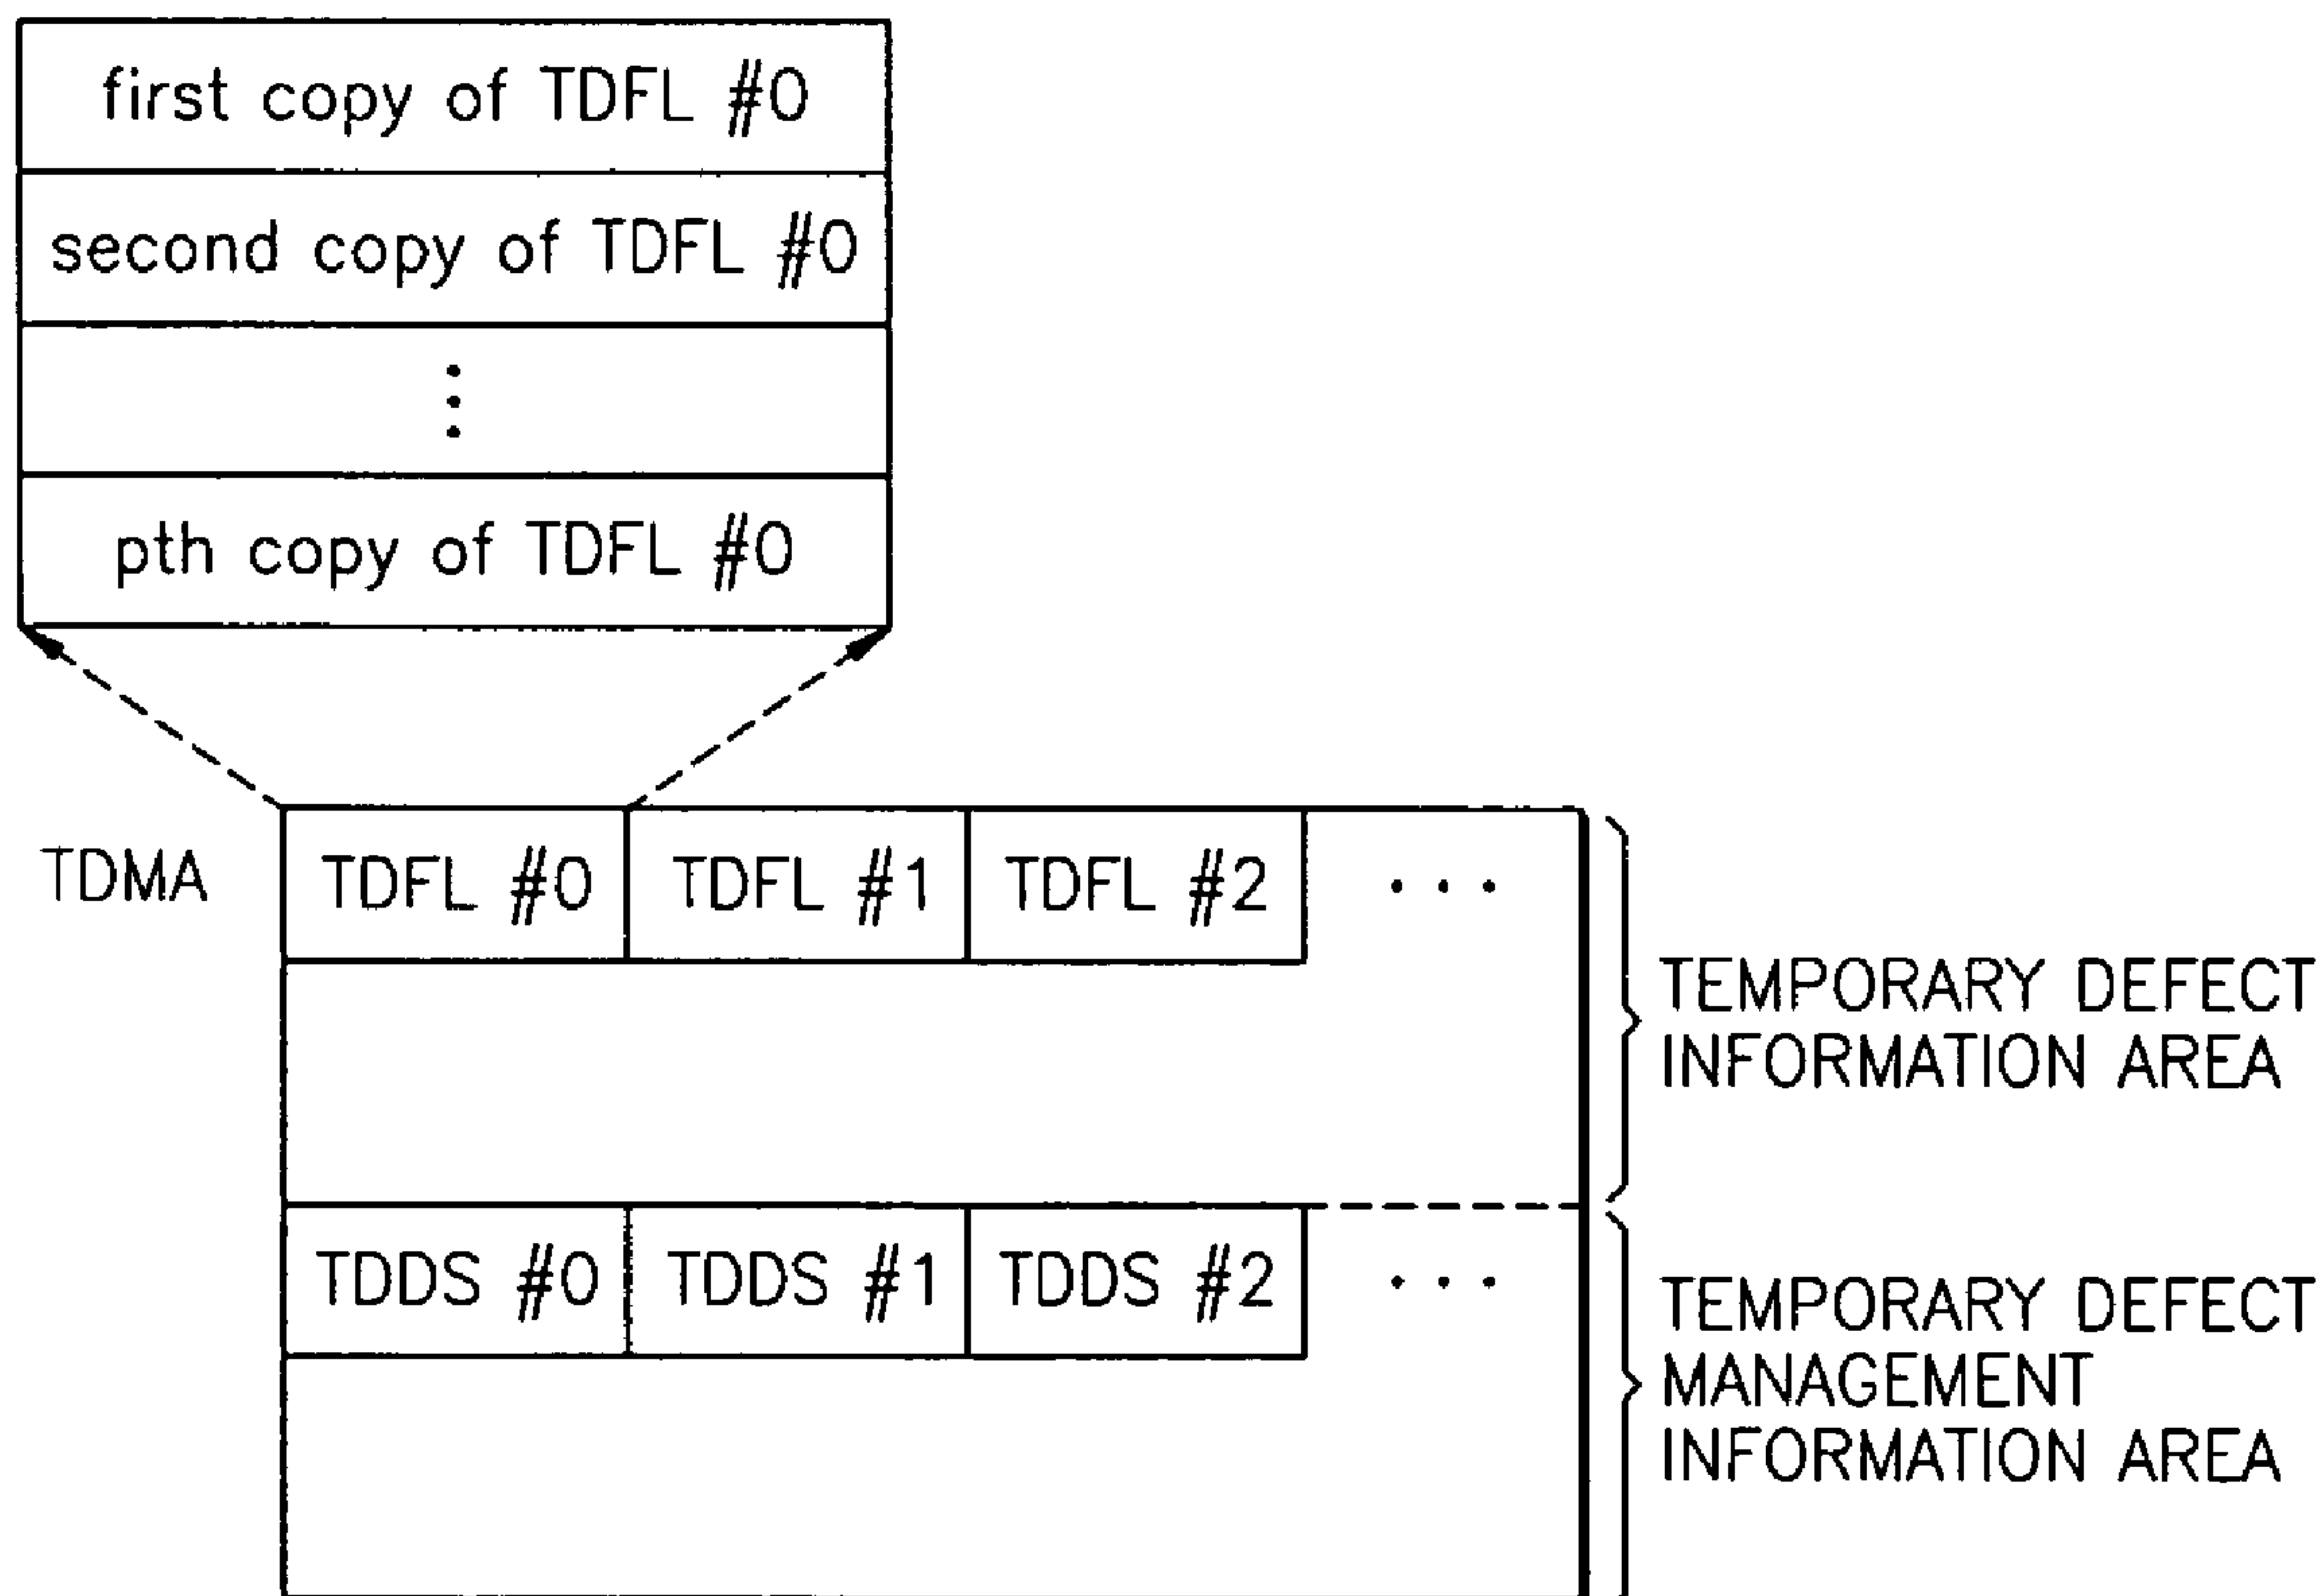 first copy of TDFL #0
second copy of TDFL #0
pth copy of TDFL #0
TDMA
TDFL #0
TDFL #1
TDFL #2
TEMPORARY DEFECT
INFORMATION AREA
TDDS #0
TDDS #1
TDDS #2
TEMPORARY DEFECT
MANAGEMENT
INFORMATION AREA